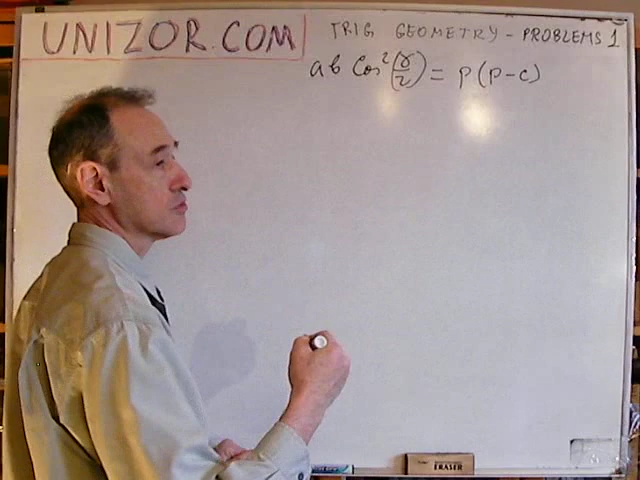 UNIZOR.COM
TRIG GEOMETRY - PROBLEMS 1
ab Cos²(γ/2) = p(p-c)
ERASER